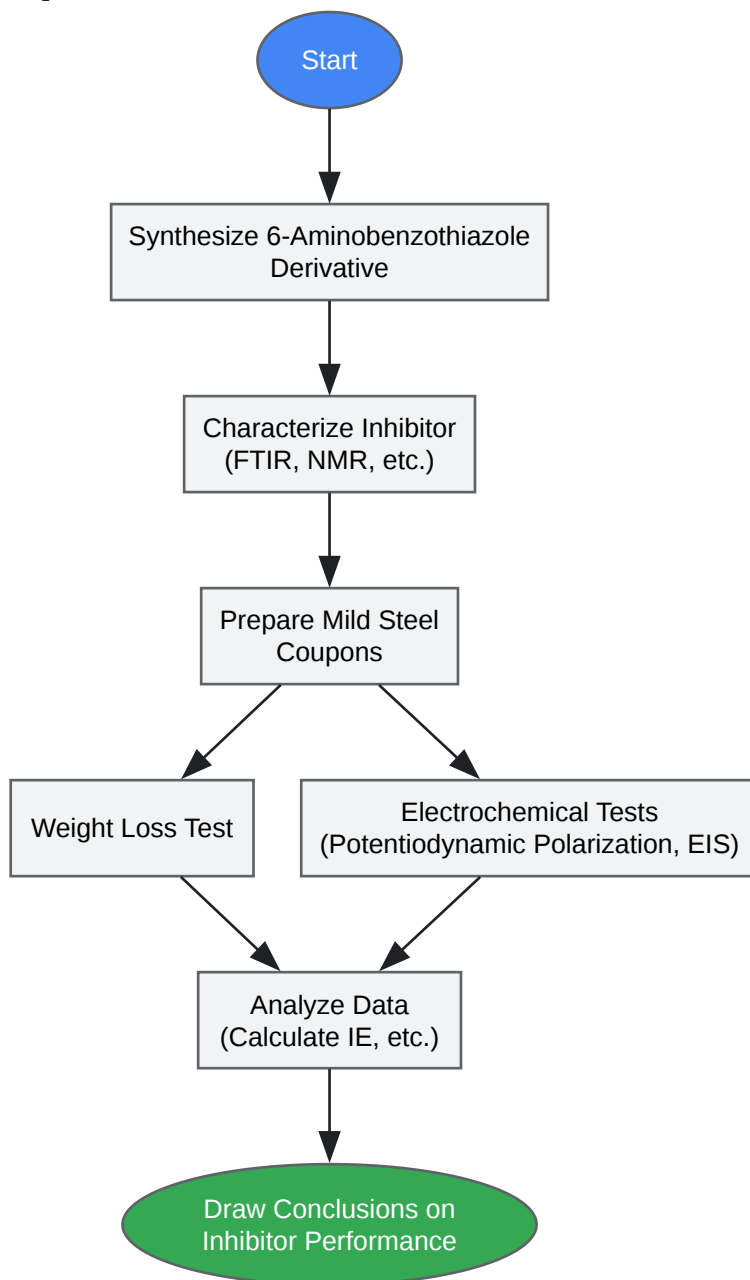 Start
Synthesize 6-Aminobenzothiazole
Derivative
Characterize Inhibitor
(FTIR, NMR, etc.)
Prepare Mild Steel
Coupons
Weight Loss Test
Electrochemical Tests
(Potentiodynamic Polarization, EIS)
Analyze Data
(Calculate IE, etc.)
Draw Conclusions on
Inhibitor Performance